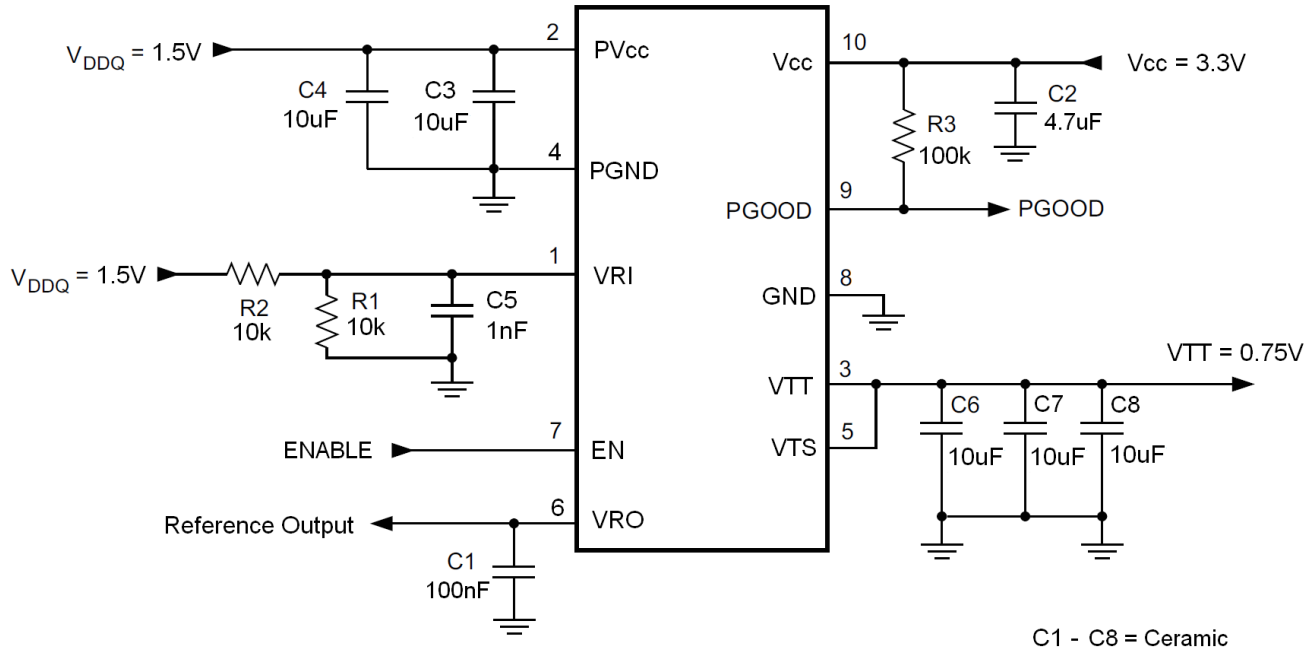 V DDQ = 1.5V
2
PVcc
C4
10uF
C3
10uF
4
PGND
V DDQ = 1.5V
1
VRI
R2
10k
R1
10k
C5
1nF
ENABLE
7
EN
Reference Output
6
VRO
C1
100nF
Vcc
10
Vcc = 3.3V
R3
100k
C2
4.7uF
PGOOD
9
PGOOD
GND
8
VTT
3
VTT = 0.75V
VTS
5
C6
10uF
C7
10uF
C8
10uF
C1 - C8 = Ceramic